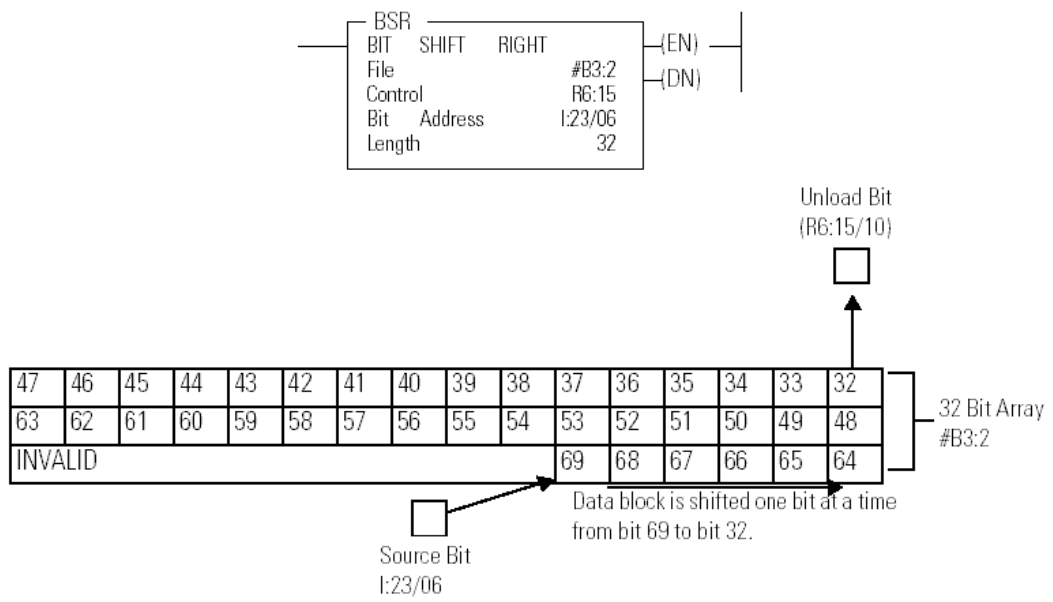 BSR
BIT SHIFT RIGHT
File #B3:2
Control R6:15
Bit Address I:23/06
Length 32
(EN)
(DN)
Unload Bit
(R6:15/10)
47 46 45 44 43 42 41 40 39 38 37 36 35 34 33 32
63 62 61 60 59 58 57 56 55 54 53 52 51 50 49 48
INVALID 69 68 67 66 65 64
32 Bit Array
#B3:2
Data block is shifted one bit at a time
from bit 69 to bit 32.
Source Bit
I:23/06